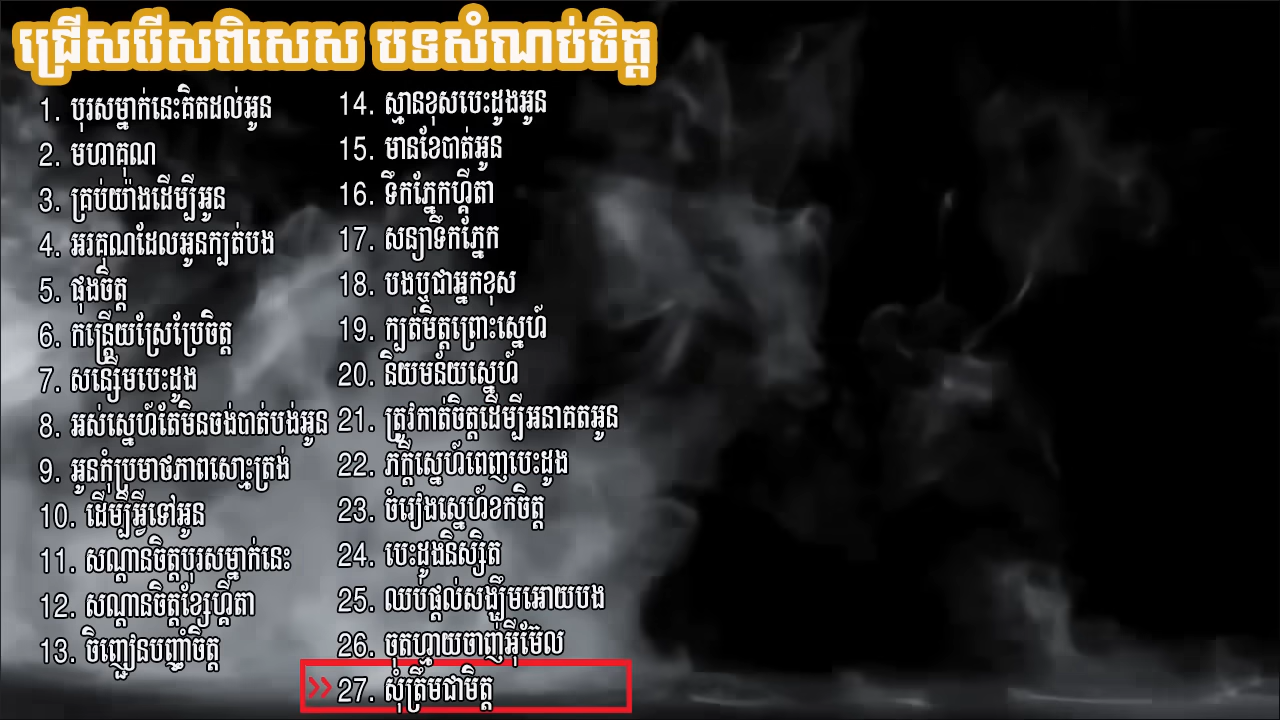 ជ្រើសរើសពិសេស បទសំណប់ចិត្ត
1. បុរសម្នាក់នេះគិតដល់អូន
2. មហាគុណ
3. គ្រប់យ៉ាងដើម្បីអូន
4. អរគុណដែលអូនក្បត់បង
5. ផុងចិត្ត
6. កន្ត្រើយស្រែប្រែចិត្ត
7. សន្សើមបេះដូង
8. អស់ស្នេហ៍តែមិនចង់បាត់បង់អូន
9. អូនកុំប្រមាថភាពសោ្មះត្រង់
10. ដើម្បីអ្វីទៅអូន
11. សណ្តានចិត្តបុរសម្នាក់នេះ
12. សណ្តានចិត្តខ្សែហ្គីតា
13. ចិញ្ចៀនបញ្ចាំចិត្ត
14. ស្មានខុសបេះដូងអូន
15. មានខែបាត់អូន
16. ទឹកភ្នែកហ្គីតា
17. សន្យាទឹកភ្នែក
18. បងឬជាអ្នកខុស
19. ក្បត់មិត្តព្រោះស្នេហ៍
20. និយមន័យស្នេហ៍
21. ត្រូវកាត់ចិត្តដើម្បីអនាគតអូន
22. ភក្តីស្នេហ៍ពេញបេះដូង
23. ចំរៀងស្នេហ៍ខកចិត្ត
24. បេះដូងនិស្សិត
25. ឈប់ផ្តល់សង្ឃឹមអោយបង
26. ចុតហ្មាយចាញ់អ៊ីម៊ែល
>> 27. សុំត្រឹមជាមិត្ត